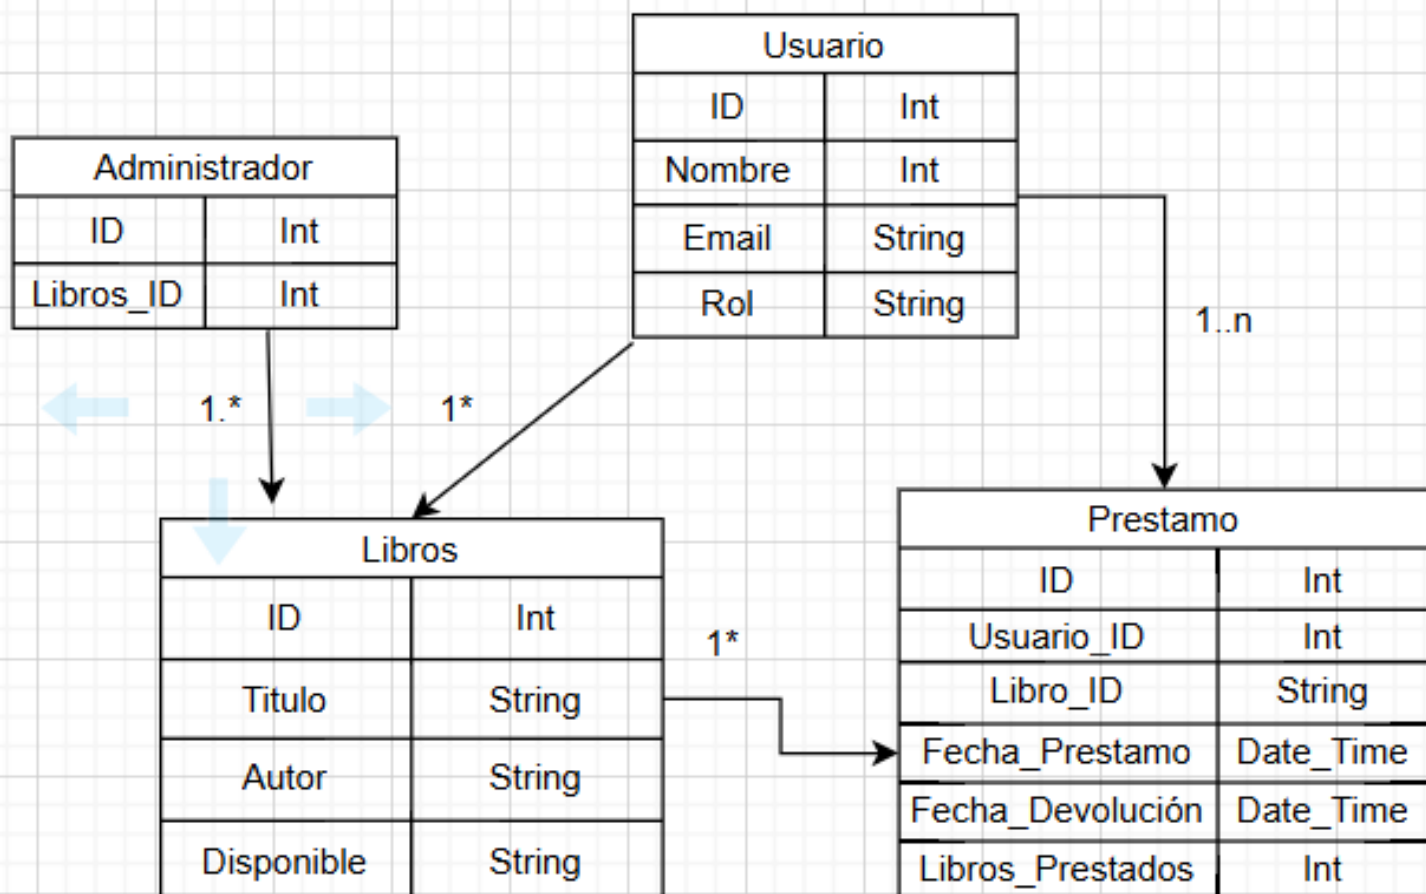 Usuario
ID Int
Nombre Int
Email String
Rol String
Administrador
ID Int
Libros_ID Int
1..n
1.*
1*
Libros
ID Int
Titulo String
Autor String
Disponible String
1*
Prestamo
ID Int
Usuario_ID Int
Libro_ID String
Fecha_Prestamo Date_Time
Fecha_Devolución Date_Time
Libros_Prestados Int